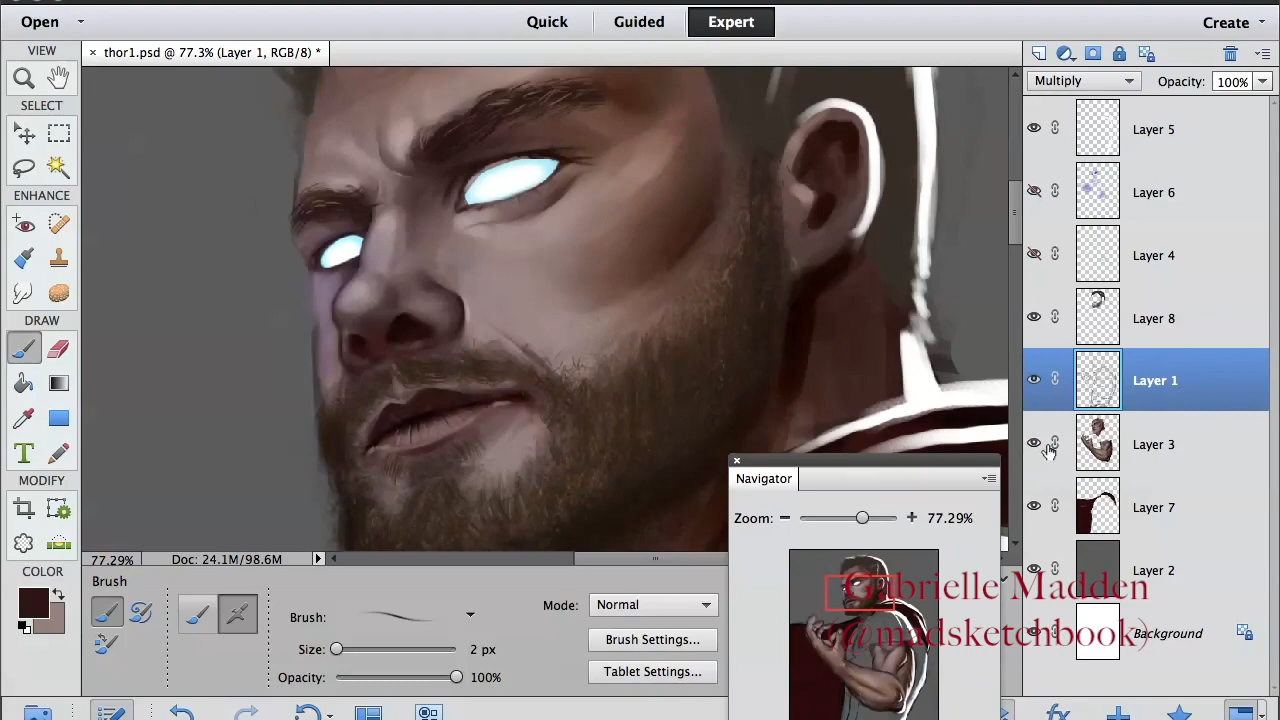 Open
Quick
Guided
Expert
Create
VIEW
× thor1.psd @ 77.3% (Layer 1, RGB/8) *
Multiply
Opacity: 100%
SELECT
Layer 5
Layer 6
ENHANCE
Layer 4
DRAW
Layer 8
Layer 1
Layer 3
MODIFY
Navigator
Zoom: 77.29%
Layer 7
77.29% Doc: 24.1M/98.6M
COLOR
Layer 2
Brush
Mode: Normal
Gabrielle Madden
(@madsketchbook)
Background
Brush:
Brush Settings...
Size: 2 px
Tablet Settings...
Opacity: 100%